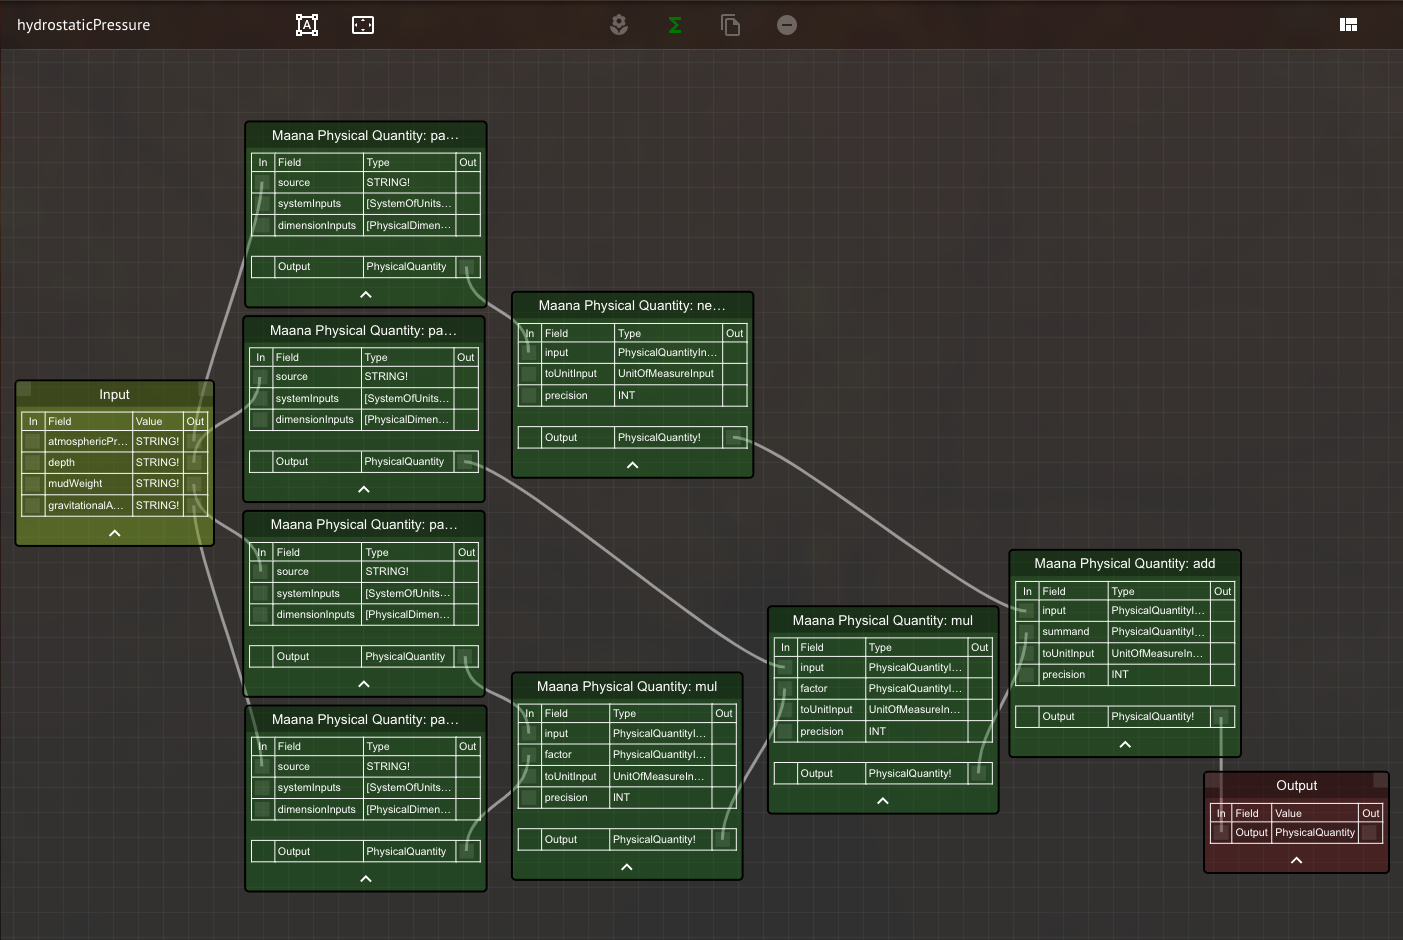 hydrostaticPressure
A
Σ
Maana Physical Quantity: pa…
In Field Type Out
source STRING!
systemInputs [SystemOfUnits…
dimensionInputs [PhysicalDimen…
Output PhysicalQuantity
Maana Physical Quantity: ne…
In Field Type Out
input PhysicalQuantityIn…
toUnitInput UnitOfMeasureInput
precision INT
Output PhysicalQuantity!
Maana Physical Quantity: pa…
In Field Type Out
source STRING!
systemInputs [SystemOfUnits…
dimensionInputs [PhysicalDimen…
Output PhysicalQuantity
Input
In Field Value Out
atmosphericPr… STRING!
depth STRING!
mudWeight STRING!
gravitationalA… STRING!
Maana Physical Quantity: pa…
In Field Type Out
source STRING!
systemInputs [SystemOfUnits…
dimensionInputs [PhysicalDimen…
Output PhysicalQuantity
Maana Physical Quantity: add
In Field Type Out
input PhysicalQuantityI…
summand PhysicalQuantityI…
toUnitInput UnitOfMeasureIn…
precision INT
Output PhysicalQuantity!
Maana Physical Quantity: mul
In Field Type Out
input PhysicalQuantityI…
factor PhysicalQuantityI…
toUnitInput UnitOfMeasureIn…
precision INT
Output PhysicalQuantity!
Maana Physical Quantity: mul
In Field Type Out
input PhysicalQuantityI…
factor PhysicalQuantityI…
toUnitInput UnitOfMeasureIn…
precision INT
Output PhysicalQuantity!
Maana Physical Quantity: pa…
In Field Type Out
source STRING!
systemInputs [SystemOfUnits…
dimensionInputs [PhysicalDimen…
Output PhysicalQuantity
Output
In Field Value Out
Output PhysicalQuantity